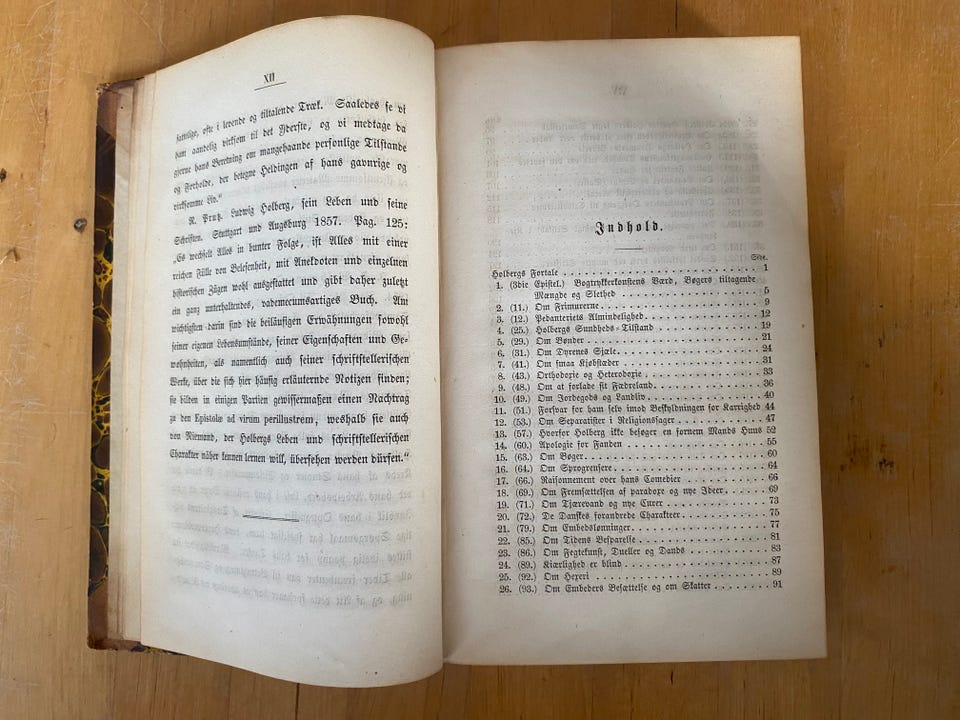 XII
fattelige, ofte i levende og tiltalende Træk. Saaledes se vi
ham aandelig virksom til det Yderste, og vi medtage da
gjerne hans Beretning om mangehaande personlige Tilstande
og Forholde, der betegne Heldingen af hans gavnrige og
virksomme Liv.“
R. Prutz. Ludwig Holberg, sein Leben und seine
Schriften. Stuttgart und Augsburg 1857. Pag. 125:
„Es wechselt Alles in bunter Folge, ist Alles mit einer
reichen Fülle von Belesenheit, mit Anekdoten und einzelnen
historischen Zügen wohl ausgestattet und gibt daher zuletzt
ein ganz unterhaltendes, vademecumsartiges Buch. Am
wichtigsten darin sind die beiläufigen Erwähnungen sowohl
seiner eigenen Lebensumstände, seiner Eigenschaften und Ge-
wohnheiten, als namentlich auch seiner schriftstellerischen
Werke, über die sich hier häufig erläuternde Notizen finden;
sie bilden in einigen Partien gewissermaßen einen Nachtrag
zu den Epistolæ ad virum perillustrem, weshalb sie auch
von Niemand, der Holbergs Leben und schriftstellerischen
Charakter näher kennen lernen will, übersehen werden dürfen.“
Indhold.
Side.
Holbergs Fortale 1
1. (3die Epistel.) Bogtrykkerkonstens Værd, Bøgers tiltagende
Mængde og Slethed 5
2. (11.) Om Frimurerne 9
3. (12.) Pedanteriets Almindelighed 12
4. (25.) Holbergs Sundheds-Tilstand 19
5. (29.) Om Bønder 21
6. (31.) Om Dyrenes Sjæle 24
7. (41.) Om smaa Kjøbstæder 31
8. (43.) Orthodoxie og Heterodoxie 33
9. (48.) Om at forlade sit Fædreland 36
10. (49.) Om Jordegods og Landliv 40
11. (51.) Forsvar for ham selv imod Beskyldningen for Karrighed 44
12. (53.) Om Separatister i Religionssager 47
13. (57.) Hvorfor Holberg ikke besøger en fornem Mands Huus 52
14. (60.) Apologie for Fanden 55
15. (63.) Om Bøger 60
16. (64.) Om Sprogrensere 64
17. (66.) Raisonnement over hans Comedier 66
18. (69.) Om Fremsættelsen af paradoxe og nye Ideer 69
19. (71.) Om Tjærevand og nye Curer 73
20. (72.) De Danskes forandrede Charakteer 75
21. (79.) Om Embedslønninger 77
22. (85.) Om Tidens Besparelse 81
23. (86.) Om Fegtekunst, Dueller og Dands 83
24. (89.) Kiærlighed er blind 87
25. (92.) Om Hexeri 89
26. (93.) Om Embeders Besættelse og om Skatter 91